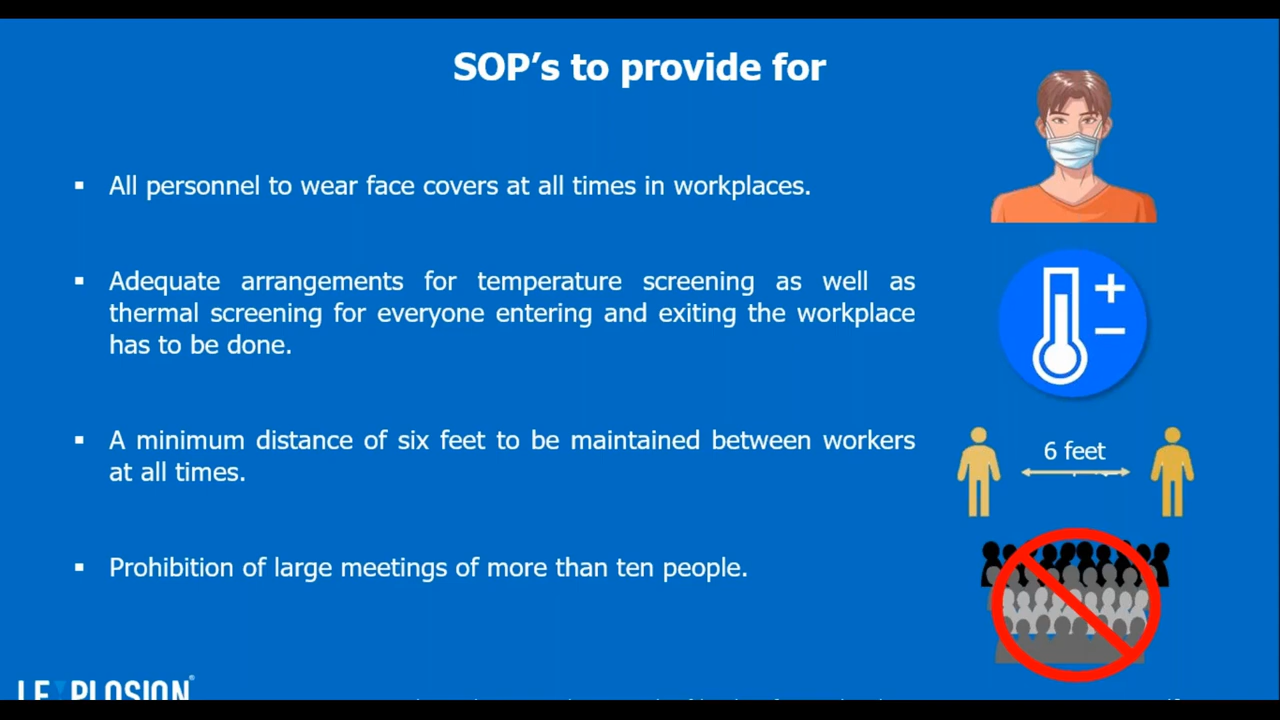 SOP’s to provide for
▪ All personnel to wear face covers at all times in workplaces.
▪ Adequate arrangements for temperature screening as well as
thermal screening for everyone entering and exiting the workplace
has to be done.
▪ A minimum distance of six feet to be maintained between workers
at all times.
6 feet
▪ Prohibition of large meetings of more than ten people.
LEXPLOSION